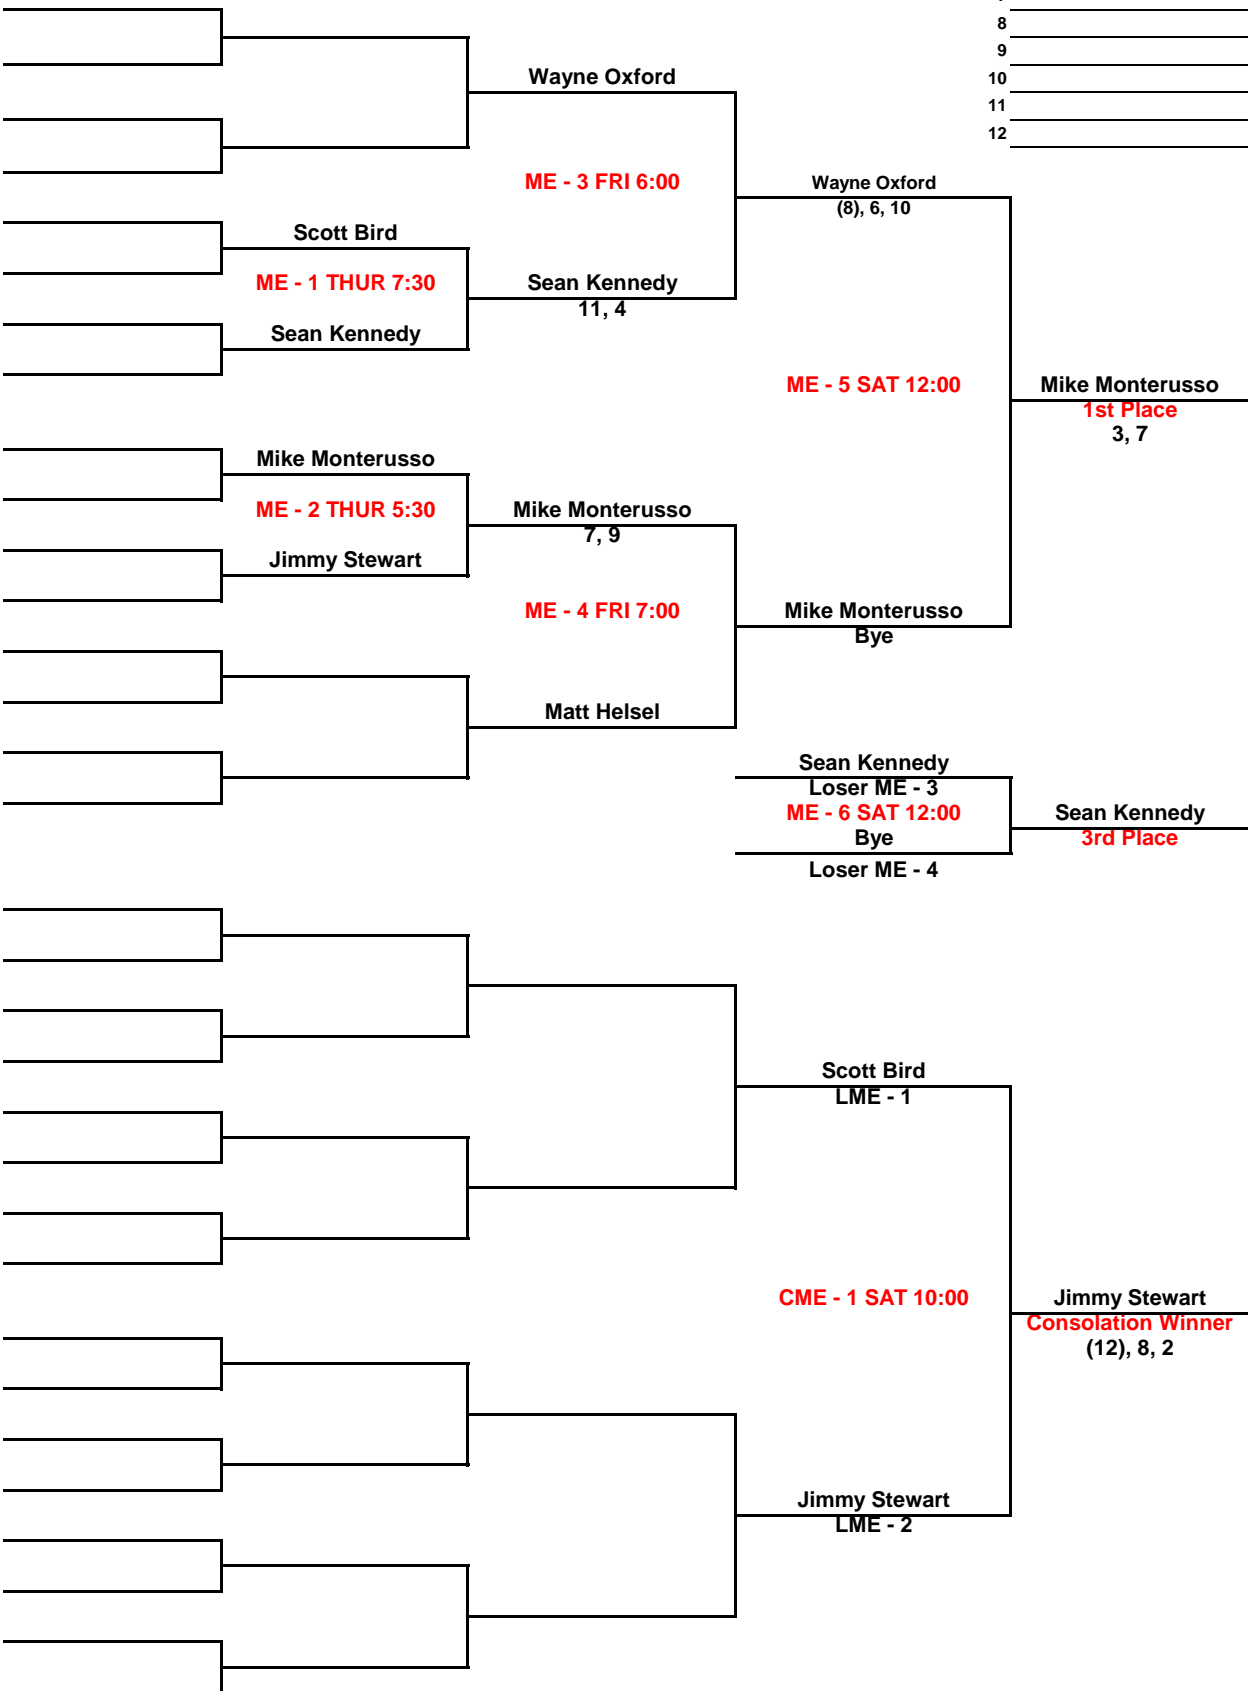 8
9
10
11
12
Wayne Oxford
ME - 3 FRI 6:00
Wayne Oxford
(8), 6, 10
Scott Bird
ME - 1 THUR 7:30
Sean Kennedy
11, 4
Sean Kennedy
ME - 5 SAT 12:00
Mike Monterusso
1st Place
3, 7
Mike Monterusso
ME - 2 THUR 5:30
Mike Monterusso
7, 9
Jimmy Stewart
ME - 4 FRI 7:00
Mike Monterusso
Bye
Matt Helsel
Sean Kennedy
Loser ME - 3
ME - 6 SAT 12:00
Bye
Loser ME - 4
Sean Kennedy
3rd Place
Scott Bird
LME - 1
CME - 1 SAT 10:00
Jimmy Stewart
Consolation Winner
(12), 8, 2
Jimmy Stewart
LME - 2